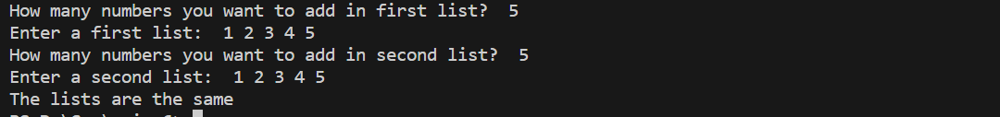 How many numbers you want to add in first list?  5
Enter a first list:  1 2 3 4 5
How many numbers you want to add in second list?  5
Enter a second list:  1 2 3 4 5
The lists are the same